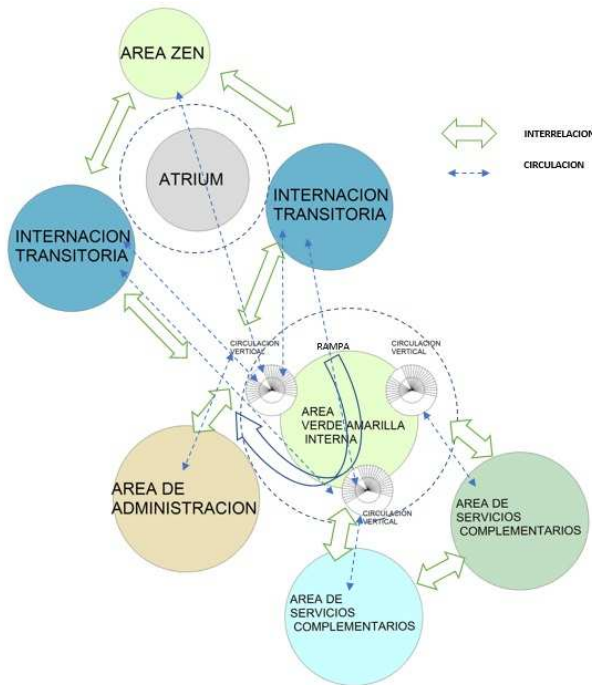 AREA ZEN
ATRIUM
INTERRELACION
CIRCULACION
INTERNACION
TRANSITORIA
INTERNACION
TRANSITORIA
CIRCULACION
VERTICAL
RAMPA
CIRCULACION
VERTICAL
AREA
VERDE AMARILLA
INTERNA
AREA DE
ADMINISTRACION
CIRCULACION
VERTICAL
AREA DE
SERVICIOS
COMPLEMENTARIOS
AREA DE
SERVICIOS
COMPLEMENTARIOS